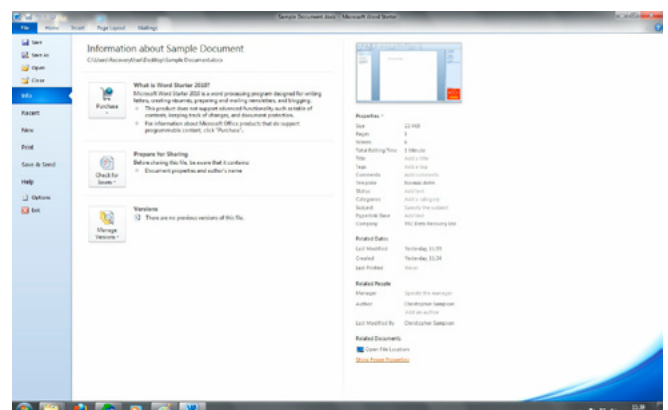 Sample Document.docx - Microsoft Word Starter
File Home Insert Page Layout Mailings
Save
Save As
Open
Close
Info
Recent
New
Print
Save & Send
Help
Options
Exit
Information about Sample Document
Purchase
What is Word Starter 2010?
Microsoft Word Starter 2010 is a word processing program designed for writing
letters, creating résumés, preparing and mailing newsletters, and blogging.
This product does not support advanced functionality such as table of
contents, keeping track of changes, and document protection.
For information about Microsoft Office products that do support
programmable content, click "Purchase".
Check for
Issues
Prepare for Sharing
Before sharing this file, be aware that it contains:
Document properties and author's name
Manage
Versions
Versions
There are no previous versions of this file.
Properties
Size
Pages 1
Words
Total Editing Time 1 Minute
Title Add a title
Tags Add a tag
Comments Add comments
Template Normal.dotm
Status Add text
Categories Add a category
Subject Specify the subject
Hyperlink Base Add text
Company
Related Dates
Last Modified Yesterday,
Created Yesterday,
Last Printed Never
Related People
Manager Specify the manager
Author Christopher Sampson
Add an author
Last Modified By Christopher Sampson
Related Documents
Open File Location
Show Fewer Properties